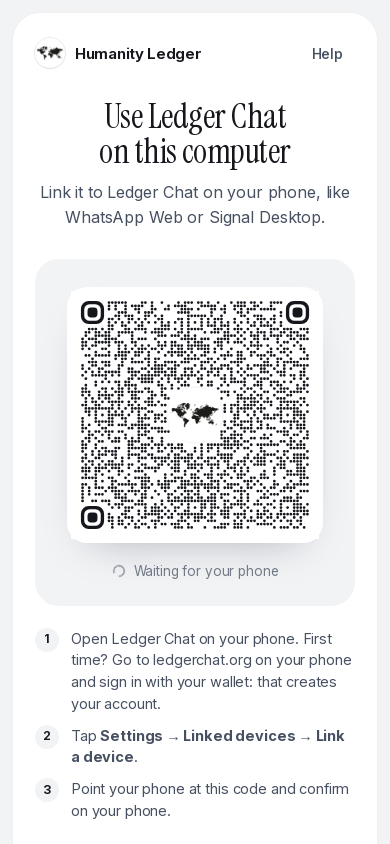 Humanity Ledger
Help
Use Ledger Chat
on this computer
Link it to Ledger Chat on your phone, like
WhatsApp Web or Signal Desktop.
Waiting for your phone
1 Open Ledger Chat on your phone. First
time? Go to ledgerchat.org on your phone
and sign in with your wallet: that creates
your account.
2 Tap Settings → Linked devices → Link
a device.
3 Point your phone at this code and confirm
on your phone.